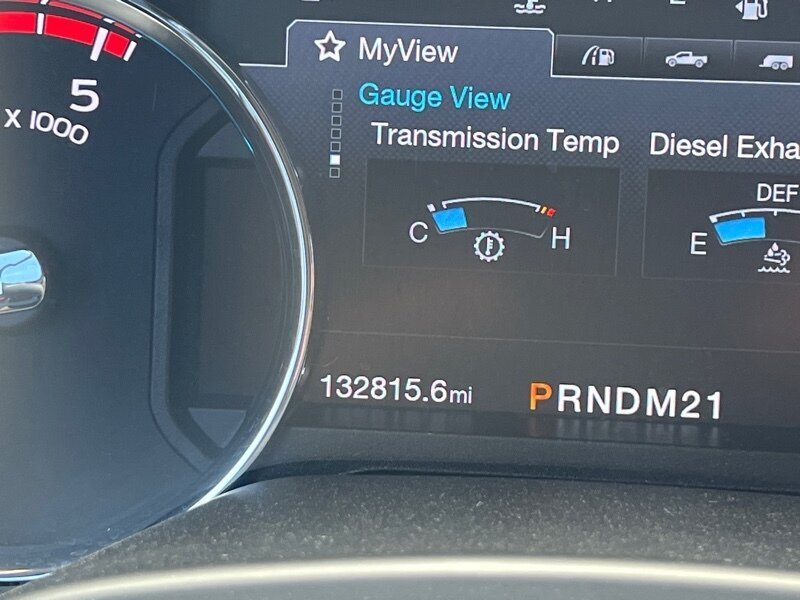 MyView
5
Gauge View
X 1000
Transmission Temp
Diesel Exha
DEF
C
H
E
132815.6mi
PRNDM21